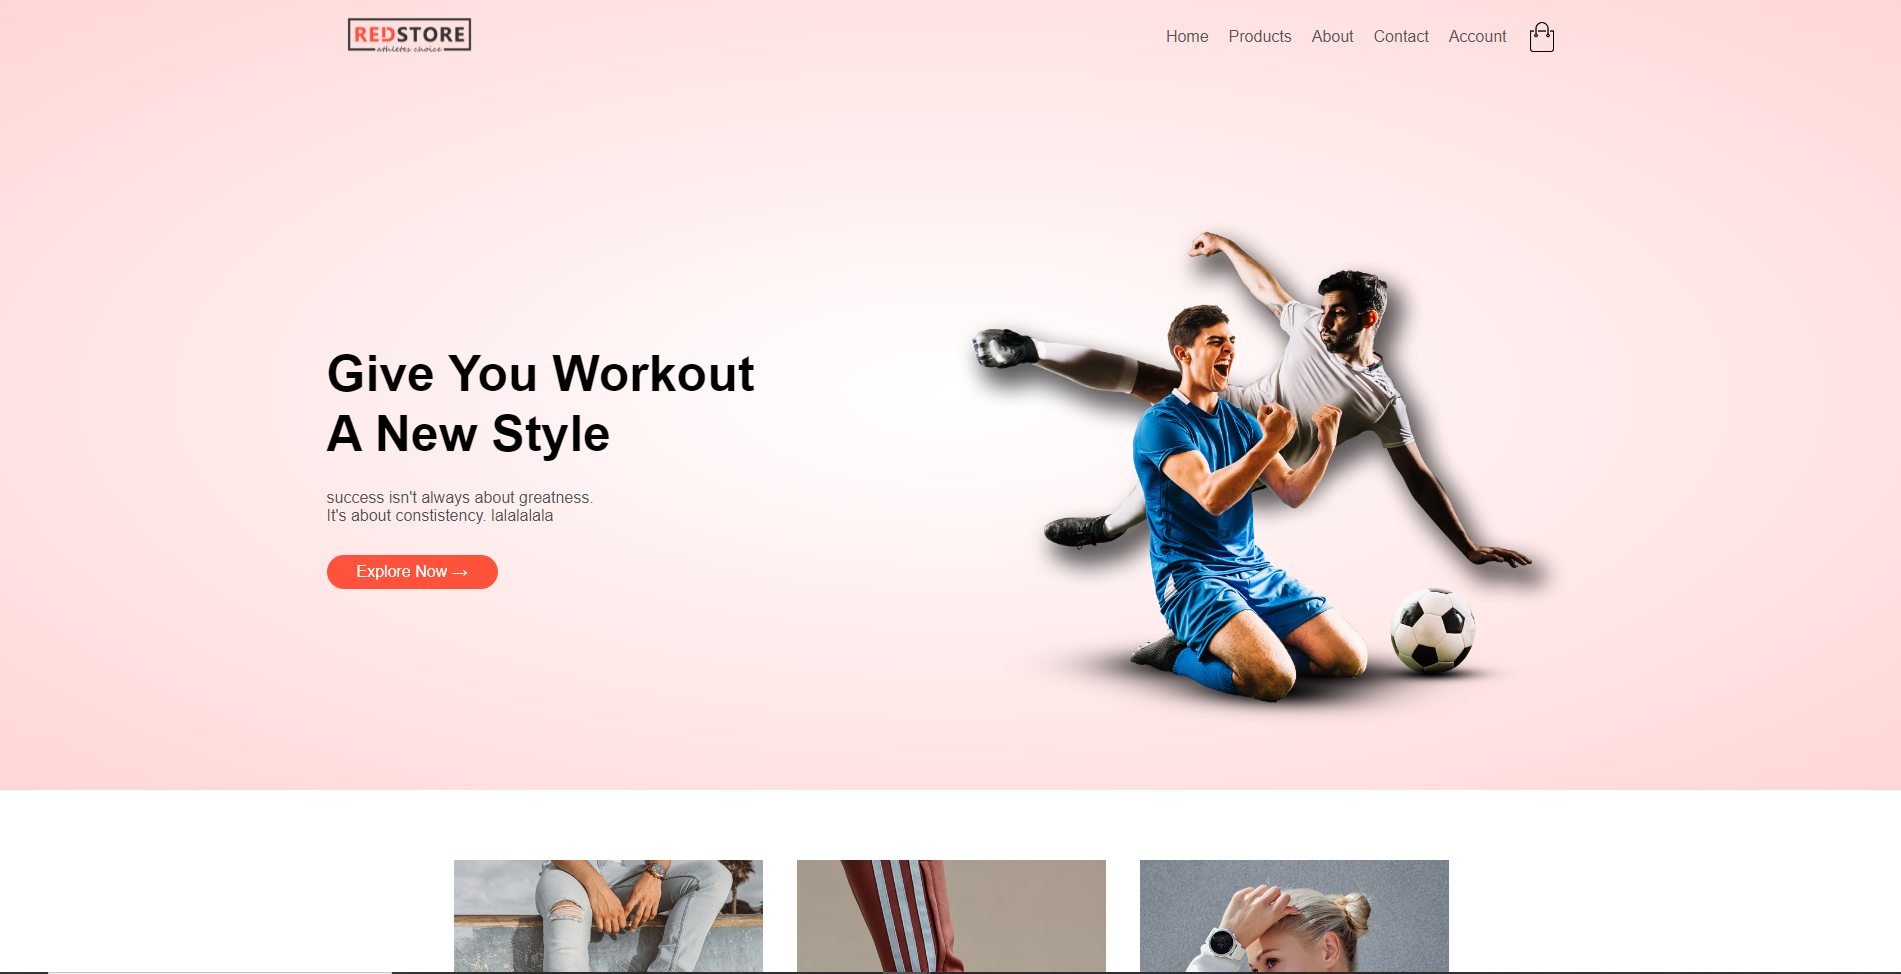 REDSTORE
athletes choice
Home Products About Contact Account
Give You Workout
A New Style
success isn't always about greatness.
It's about constistency. lalalalala
Explore Now →